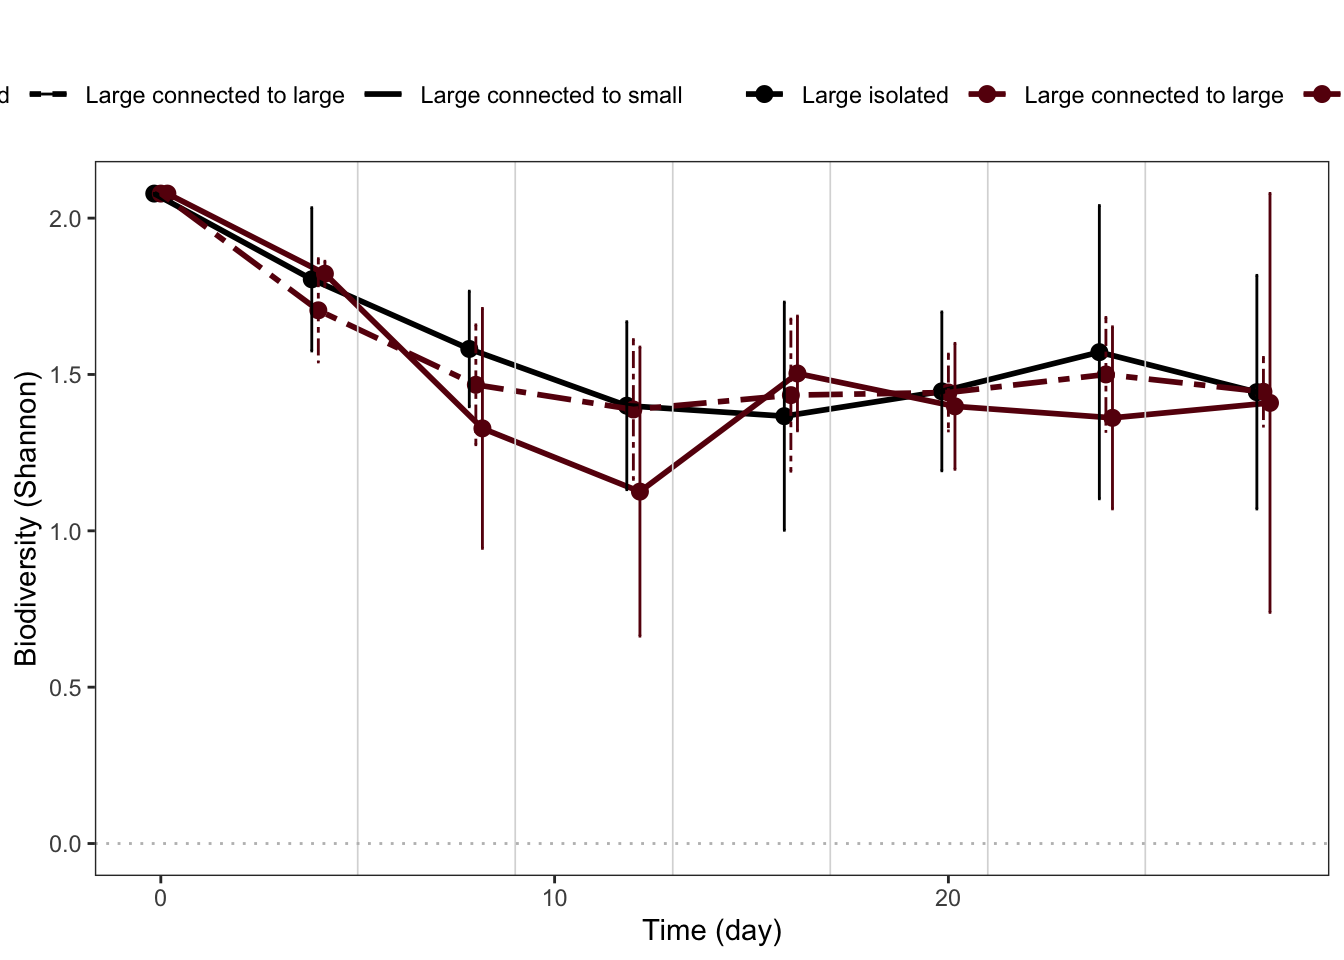 d Large connected to large Large connected to small Large isolated Large connected to large
2.0
1.5
1.0
0.5
0.0
Biodiversity (Shannon)
0 10 20
Time (day)